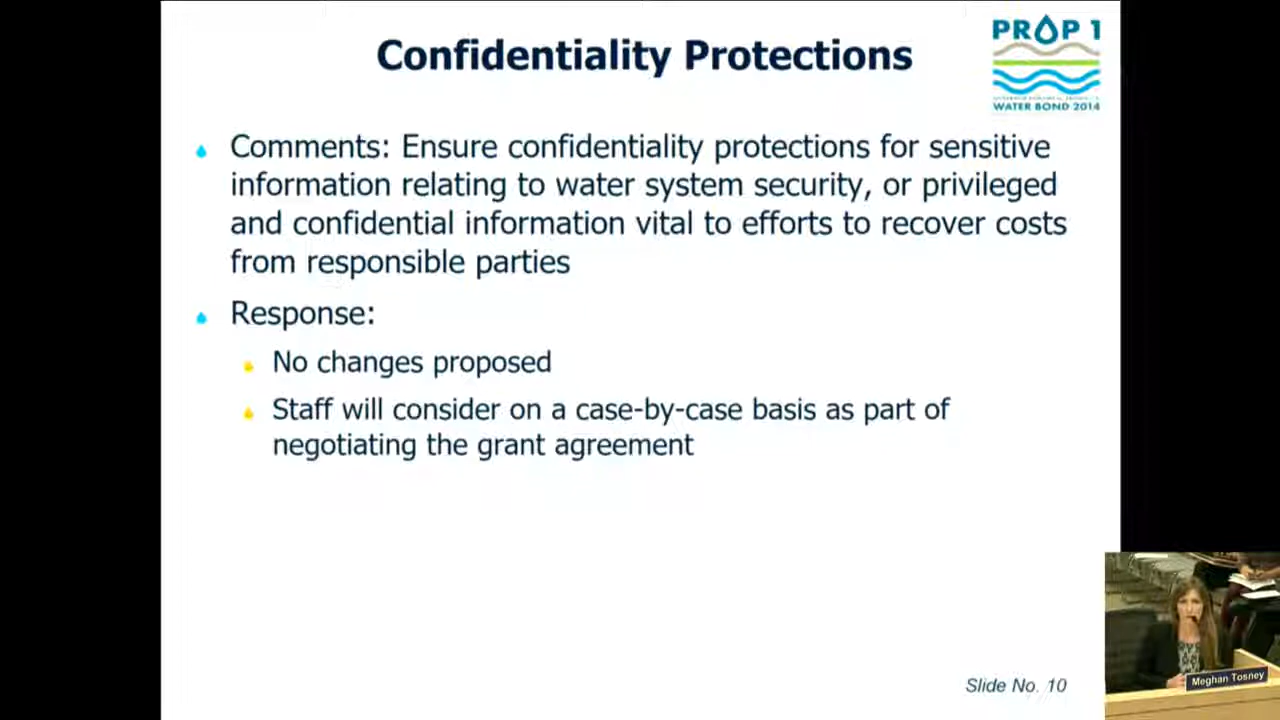 Confidentiality Protections
PROP 1
WATER BOND 2014
Comments: Ensure confidentiality protections for sensitive
information relating to water system security, or privileged
and confidential information vital to efforts to recover costs
from responsible parties
Response:
No changes proposed
Staff will consider on a case-by-case basis as part of
negotiating the grant agreement
Slide No. 10
Meghan Tosney